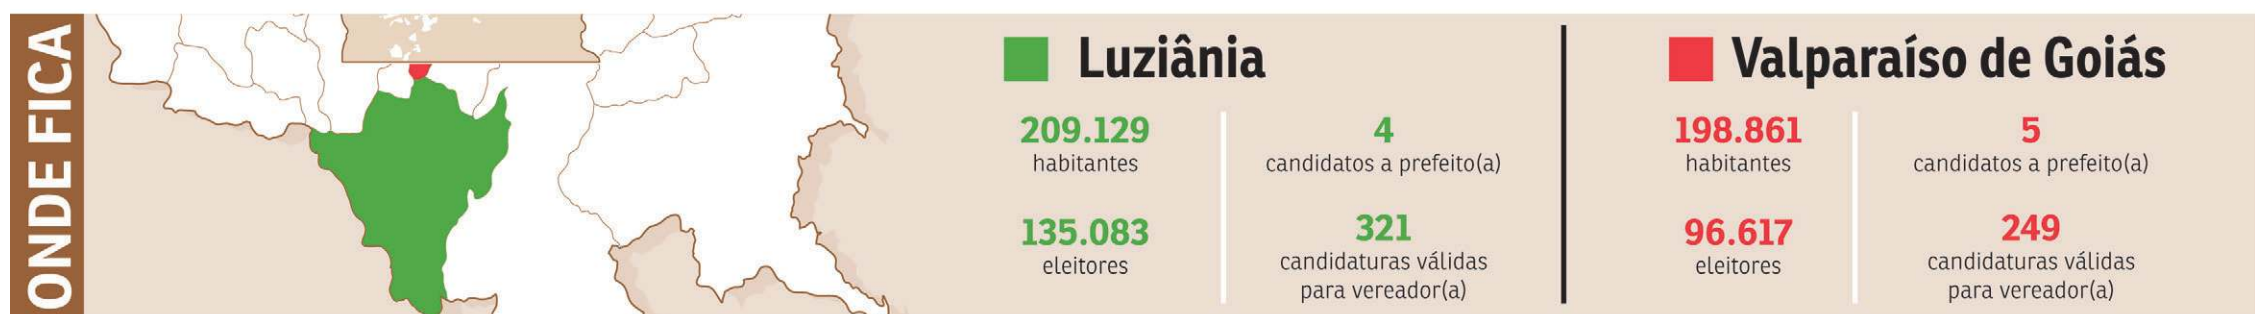 ONDE FICA
Luziânia
209.129
habitantes
4
candidatos a prefeito(a)
135.083
eleitores
321
candidaturas válidas
para vereador(a)
Valparaíso de Goiás
198.861
habitantes
5
candidatos a prefeito(a)
96.617
eleitores
249
candidaturas válidas
para vereador(a)